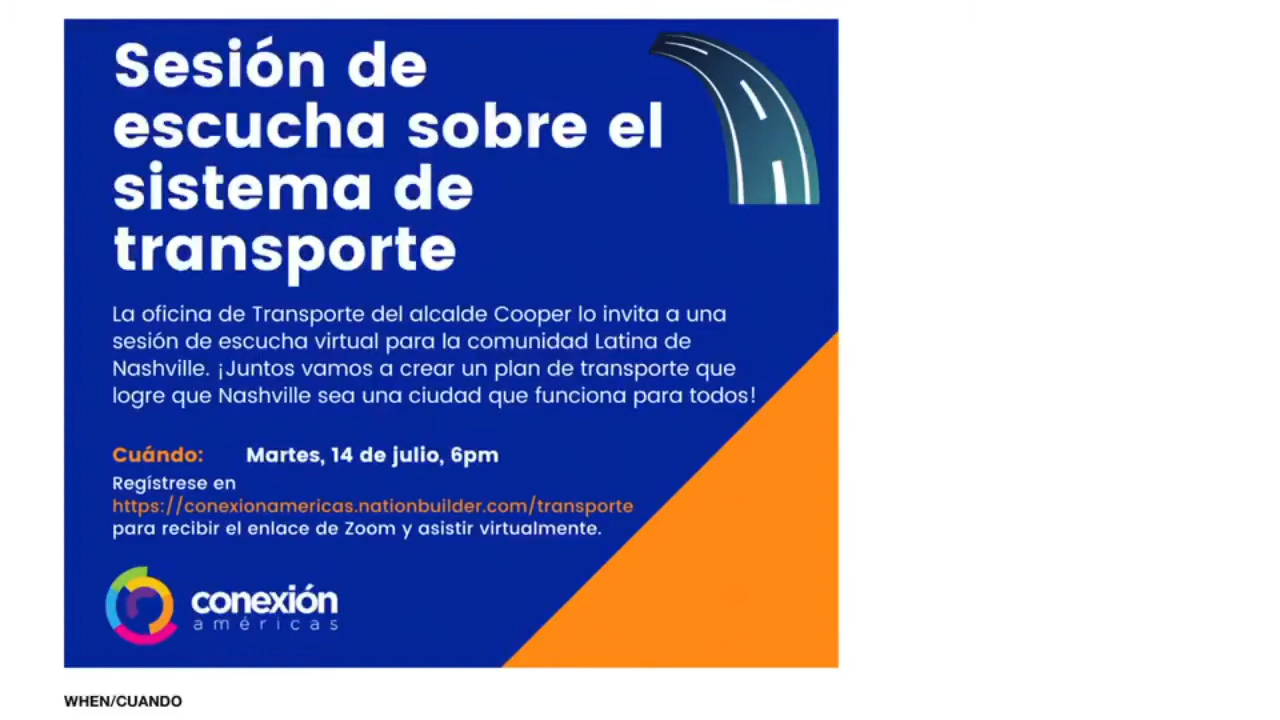 Sesión de
escucha sobre el
sistema de
transporte
La oficina de Transporte del alcalde Cooper lo invita a una
sesión de escucha virtual para la comunidad Latina de
Nashville. ¡Juntos vamos a crear un plan de transporte que
logre que Nashville sea una ciudad que funciona para todos!
Cuándo: Martes, 14 de julio, 6pm
Regístrese en
https://conexionamericas.nationbuilder.com/transporte
para recibir el enlace de Zoom y asistir virtualmente.
conexión
américas
WHEN/CUANDO